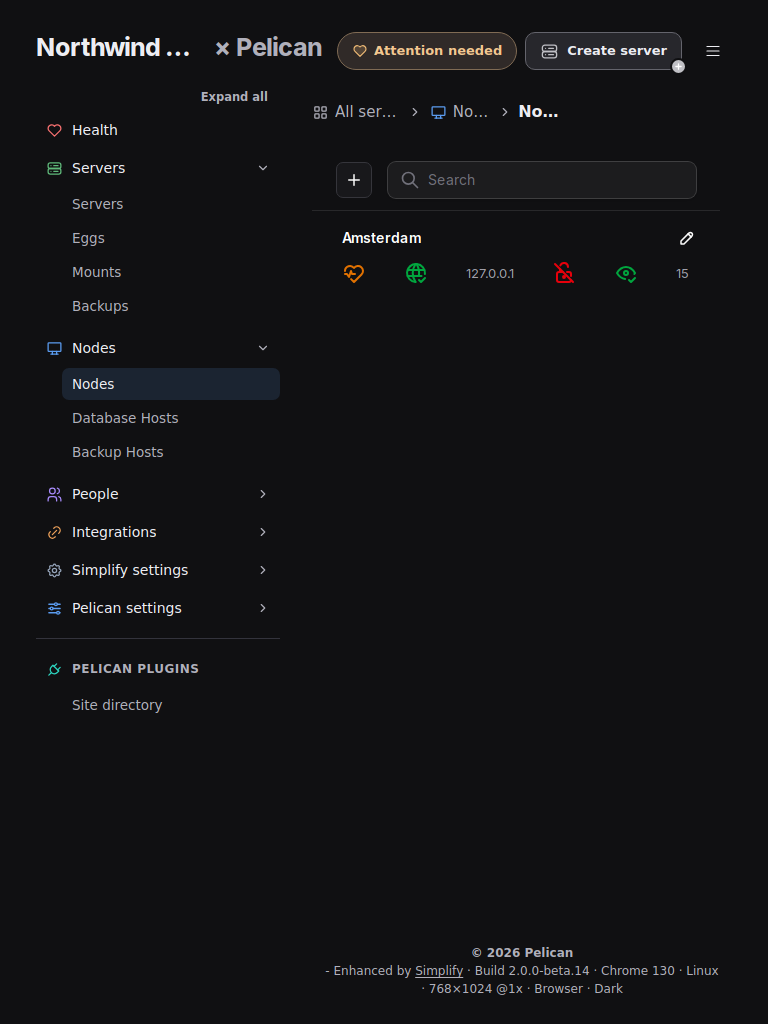 Northwind ... × Pelican
Attention needed
Create server
Expand all
All ser... > No... > No...
Health
Servers
Servers
Eggs
Mounts
Backups
Nodes
Nodes
Database Hosts
Backup Hosts
People
Integrations
Simplify settings
Pelican settings
PELICAN PLUGINS
Site directory
Search
Amsterdam
127.0.0.1
15
© 2026 Pelican
- Enhanced by Simplify · Build 2.0.0-beta.14 · Chrome 130 · Linux
· 768×1024 @1x · Browser · Dark